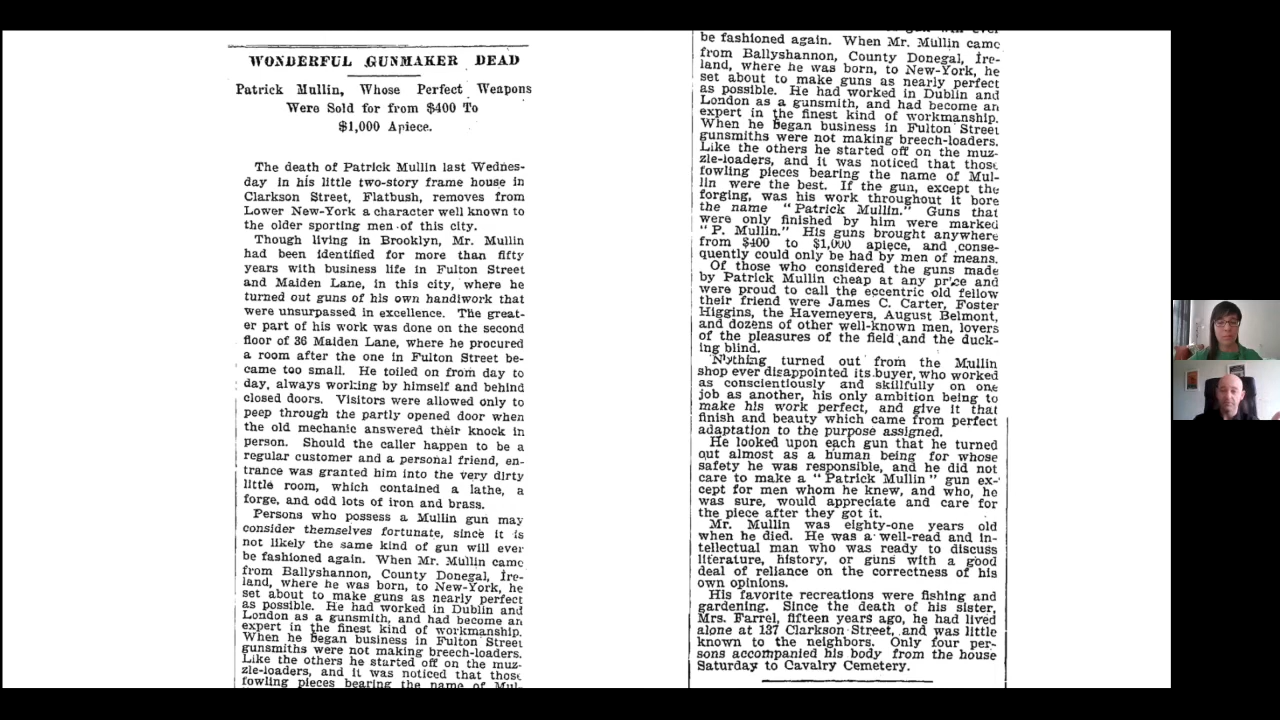 WONDERFUL GUNMAKER DEAD
Patrick Mullin, Whose Perfect Weapons
Were Sold for from $400 To
$1,000 Apiece.
The death of Patrick Mullin last Wednes-
day in his little two-story frame house in
Clarkson Street, Flatbush, removes from
Lower New-York a character well known to
the older sporting men of this city.
Though living in Brooklyn, Mr. Mullin
had been identified for more than fifty
years with business life in Fulton Street
and Maiden Lane, in this city, where he
turned out guns of his own handiwork that
were unsurpassed in excellence. The great-
er part of his work was done on the second
floor of 36 Maiden Lane, where he procured
a room after the one in Fulton Street be-
came too small. He toiled on from day to
day, always working by himself and behind
closed doors. Visitors were allowed only to
peep through the partly opened door when
the old mechanic answered their knock in
person. Should the caller happen to be a
regular customer and a personal friend, en-
trance was granted him into the very dirty
little room, which contained a lathe, a
forge, and odd lots of iron and brass.
Persons who possess a Mullin gun may
consider themselves fortunate, since it is
not likely the same kind of gun will ever
be fashioned again. When Mr. Mullin came
from Ballyshannon, County Donegal, Ire-
land, where he was born, to New-York, he
set about to make guns as nearly perfect
as possible. He had worked in Dublin and
London as a gunsmith, and had become an
expert in the finest kind of workmanship.
When he began business in Fulton Street
gunsmiths were not making breech-loaders.
Like the others he started off on the muz-
zle-loaders, and it was noticed that those
fowling pieces bearing the name of Mul-
be fashioned again. When Mr. Mullin came
from Ballyshannon, County Donegal, Ire-
land, where he was born, to New-York, he
set about to make guns as nearly perfect
as possible. He had worked in Dublin and
London as a gunsmith, and had become an
expert in the finest kind of workmanship.
When he began business in Fulton Street
gunsmiths were not making breech-loaders.
Like the others he started off on the muz-
zle-loaders, and it was noticed that those
fowling pieces bearing the name of Mul-
lin were the best. If the gun, except the
forging, was his work throughout it bore
the name "Patrick Mullin." Guns that
were only finished by him were marked
"P. Mullin." His guns brought anywhere
from $400 to $1,000 apiece, and conse-
quently could only be had by men of means.
Of those who considered the guns made
by Patrick Mullin cheap at any price and
were proud to call the eccentric old fellow
their friend were James C. Carter, Foster
Higgins, the Havemeyers, August Belmont,
and dozens of other well-known men, lovers
of the pleasures of the field and the duck-
ing blind.
Nothing turned out from the Mullin
shop ever disappointed its buyer, who worked
as conscientiously and skillfully on one
job as another, his only ambition being to
make his work perfect, and give it that
finish and beauty which came from perfect
adaptation to the purpose assigned.
He looked upon each gun that he turned
out almost as a human being for whose
safety he was responsible, and he did not
care to make a "Patrick Mullin" gun ex-
cept for men whom he knew, and who, he
was sure, would appreciate and care for
the piece after they got it.
Mr. Mullin was eighty-one years old
when he died. He was a well-read and in-
tellectual man who was ready to discuss
literature, history, or guns with a good
deal of reliance on the correctness of his
own opinions.
His favorite recreations were fishing and
gardening. Since the death of his sister,
Mrs. Farrel, fifteen years ago, he had lived
alone at 137 Clarkson Street, and was little
known to the neighbors. Only four per-
sons accompanied his body from the house
Saturday to Cavalry Cemetery.